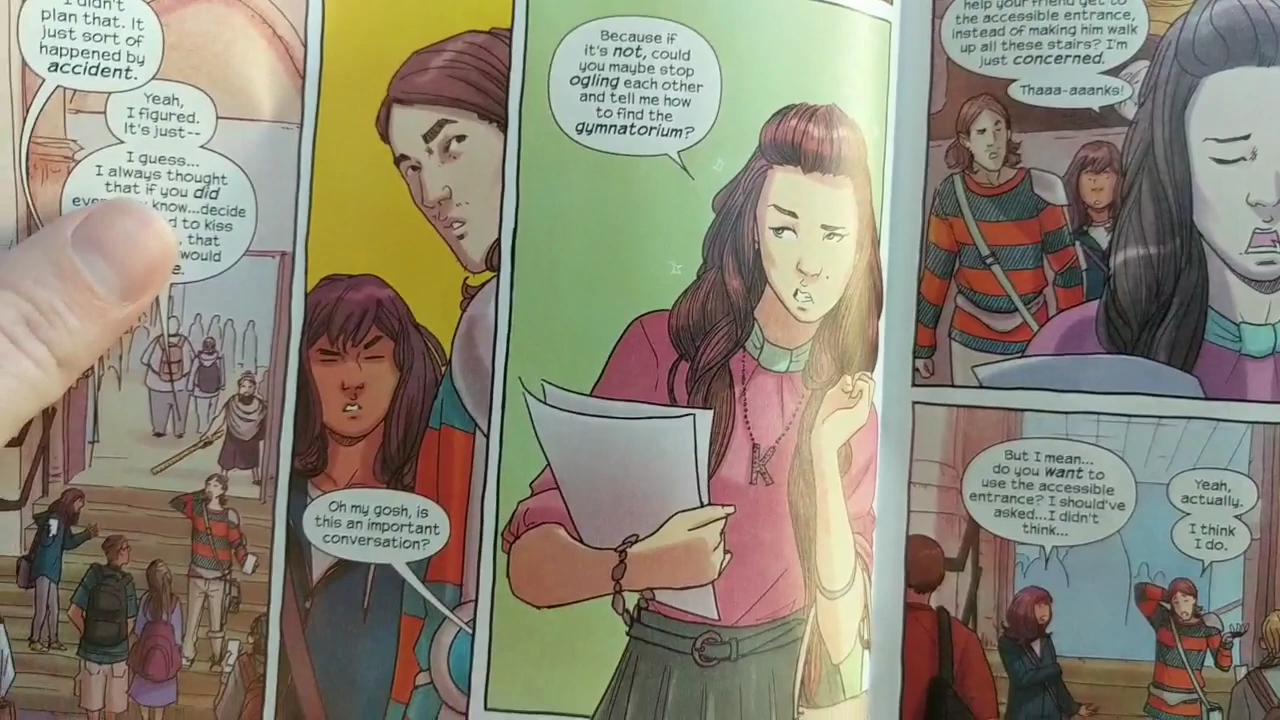 I didn't
plan that. It
just sort of
happened by
accident.
Yeah,
I figured.
It's just--
I guess...
I always thought
that if you did
know...decide
to kiss
that
would
Oh my gosh, is
this an important
conversation?
Because if
it's not, could
you maybe stop
ogling each other
and tell me how
to find the
gymnatorium?
K
help your friend get to
the accessible entrance,
instead of making him walk
up all these stairs? I'm
just concerned.
Thaaa-aaanks!
But I mean...
do you want to
use the accessible
entrance? I should've
asked...I didn't
think...
Yeah,
actually.
I think
I do.